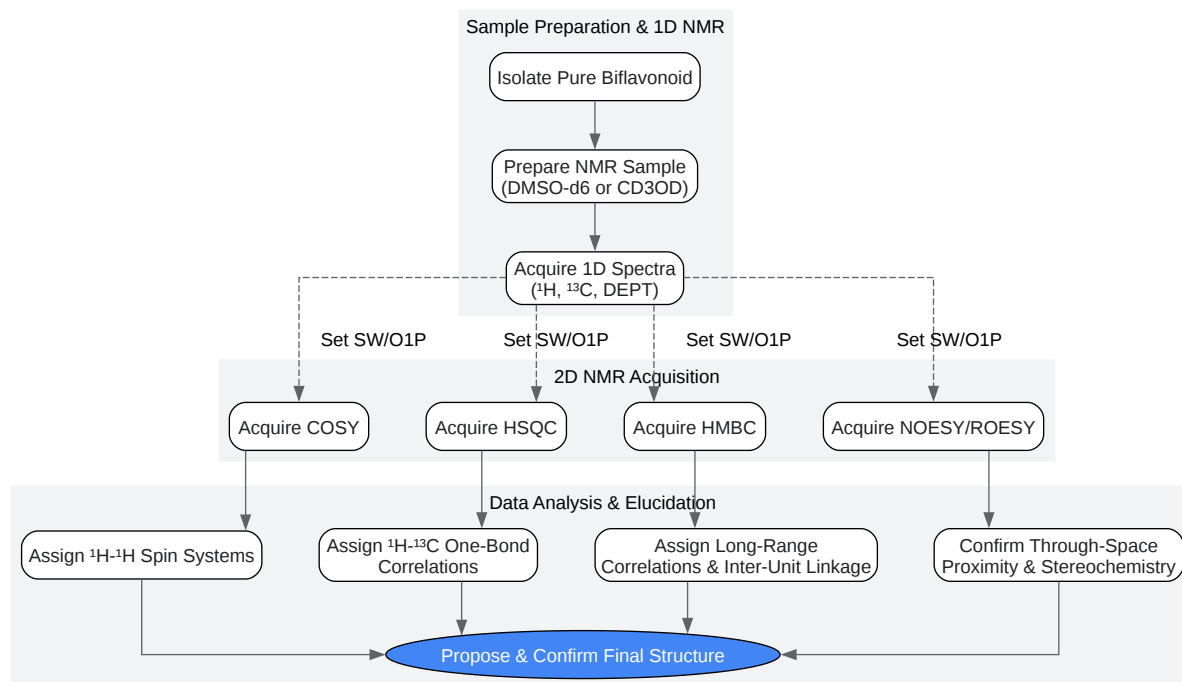 Sample Preparation & 1D NMR
Isolate Pure Biflavonoid
Prepare NMR Sample
(DMSO-d6 or CD3OD)
Acquire 1D Spectra
(¹H, ¹³C, DEPT)
Set SW/O1P
Set SW/O1P
Set SW/O1P
Set SW/O1P
2D NMR Acquisition
Acquire COSY
Acquire HSQC
Acquire HMBC
Acquire NOESY/ROESY
Data Analysis & Elucidation
Assign ¹H-¹H Spin Systems
Assign ¹H-¹³C One-Bond
Correlations
Assign Long-Range
Correlations & Inter-Unit Linkage
Confirm Through-Space
Proximity & Stereochemistry
Propose & Confirm Final Structure